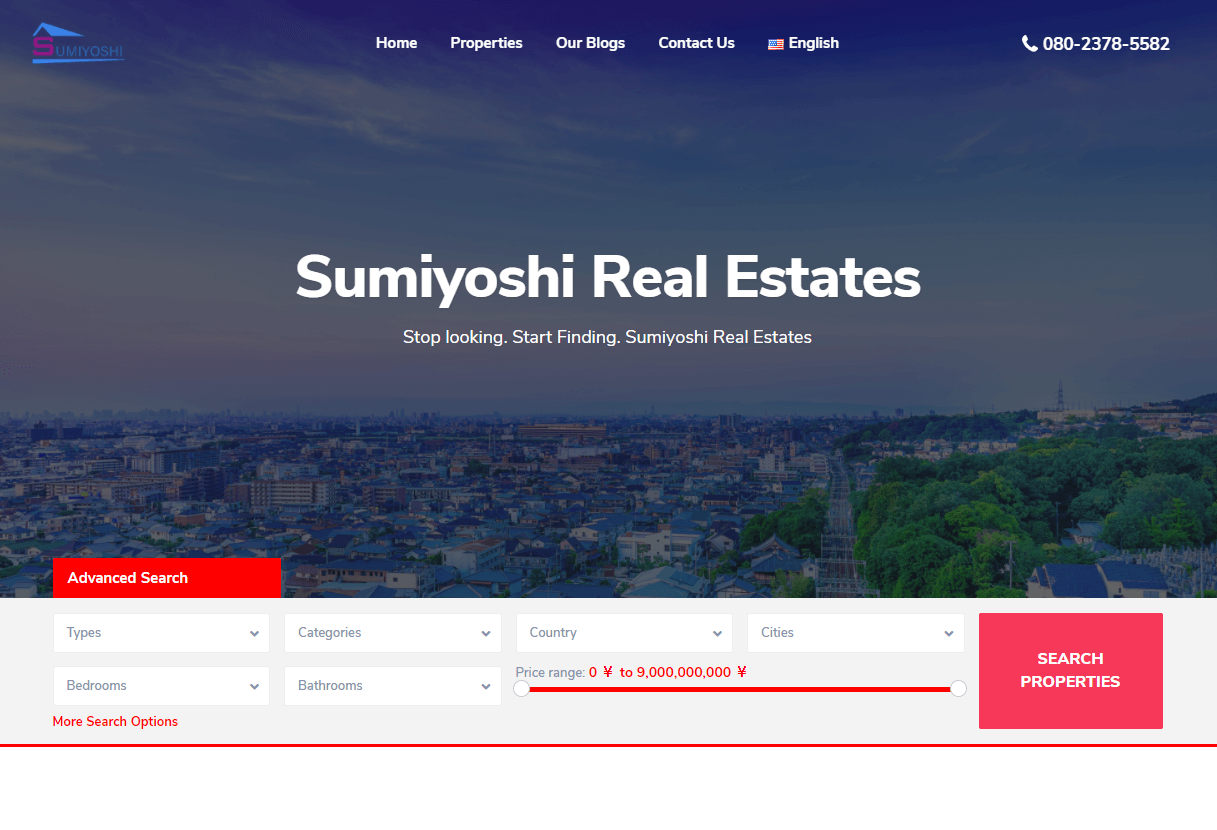 SUMIYOSHI
Home Properties Our Blogs Contact Us English
080-2378-5582
Sumiyoshi Real Estates
Stop looking. Start Finding. Sumiyoshi Real Estates
Advanced Search
Types Categories Country Cities
Bedrooms Bathrooms
Price range: 0 ¥ to 9,000,000,000 ¥
More Search Options
SEARCH
PROPERTIES